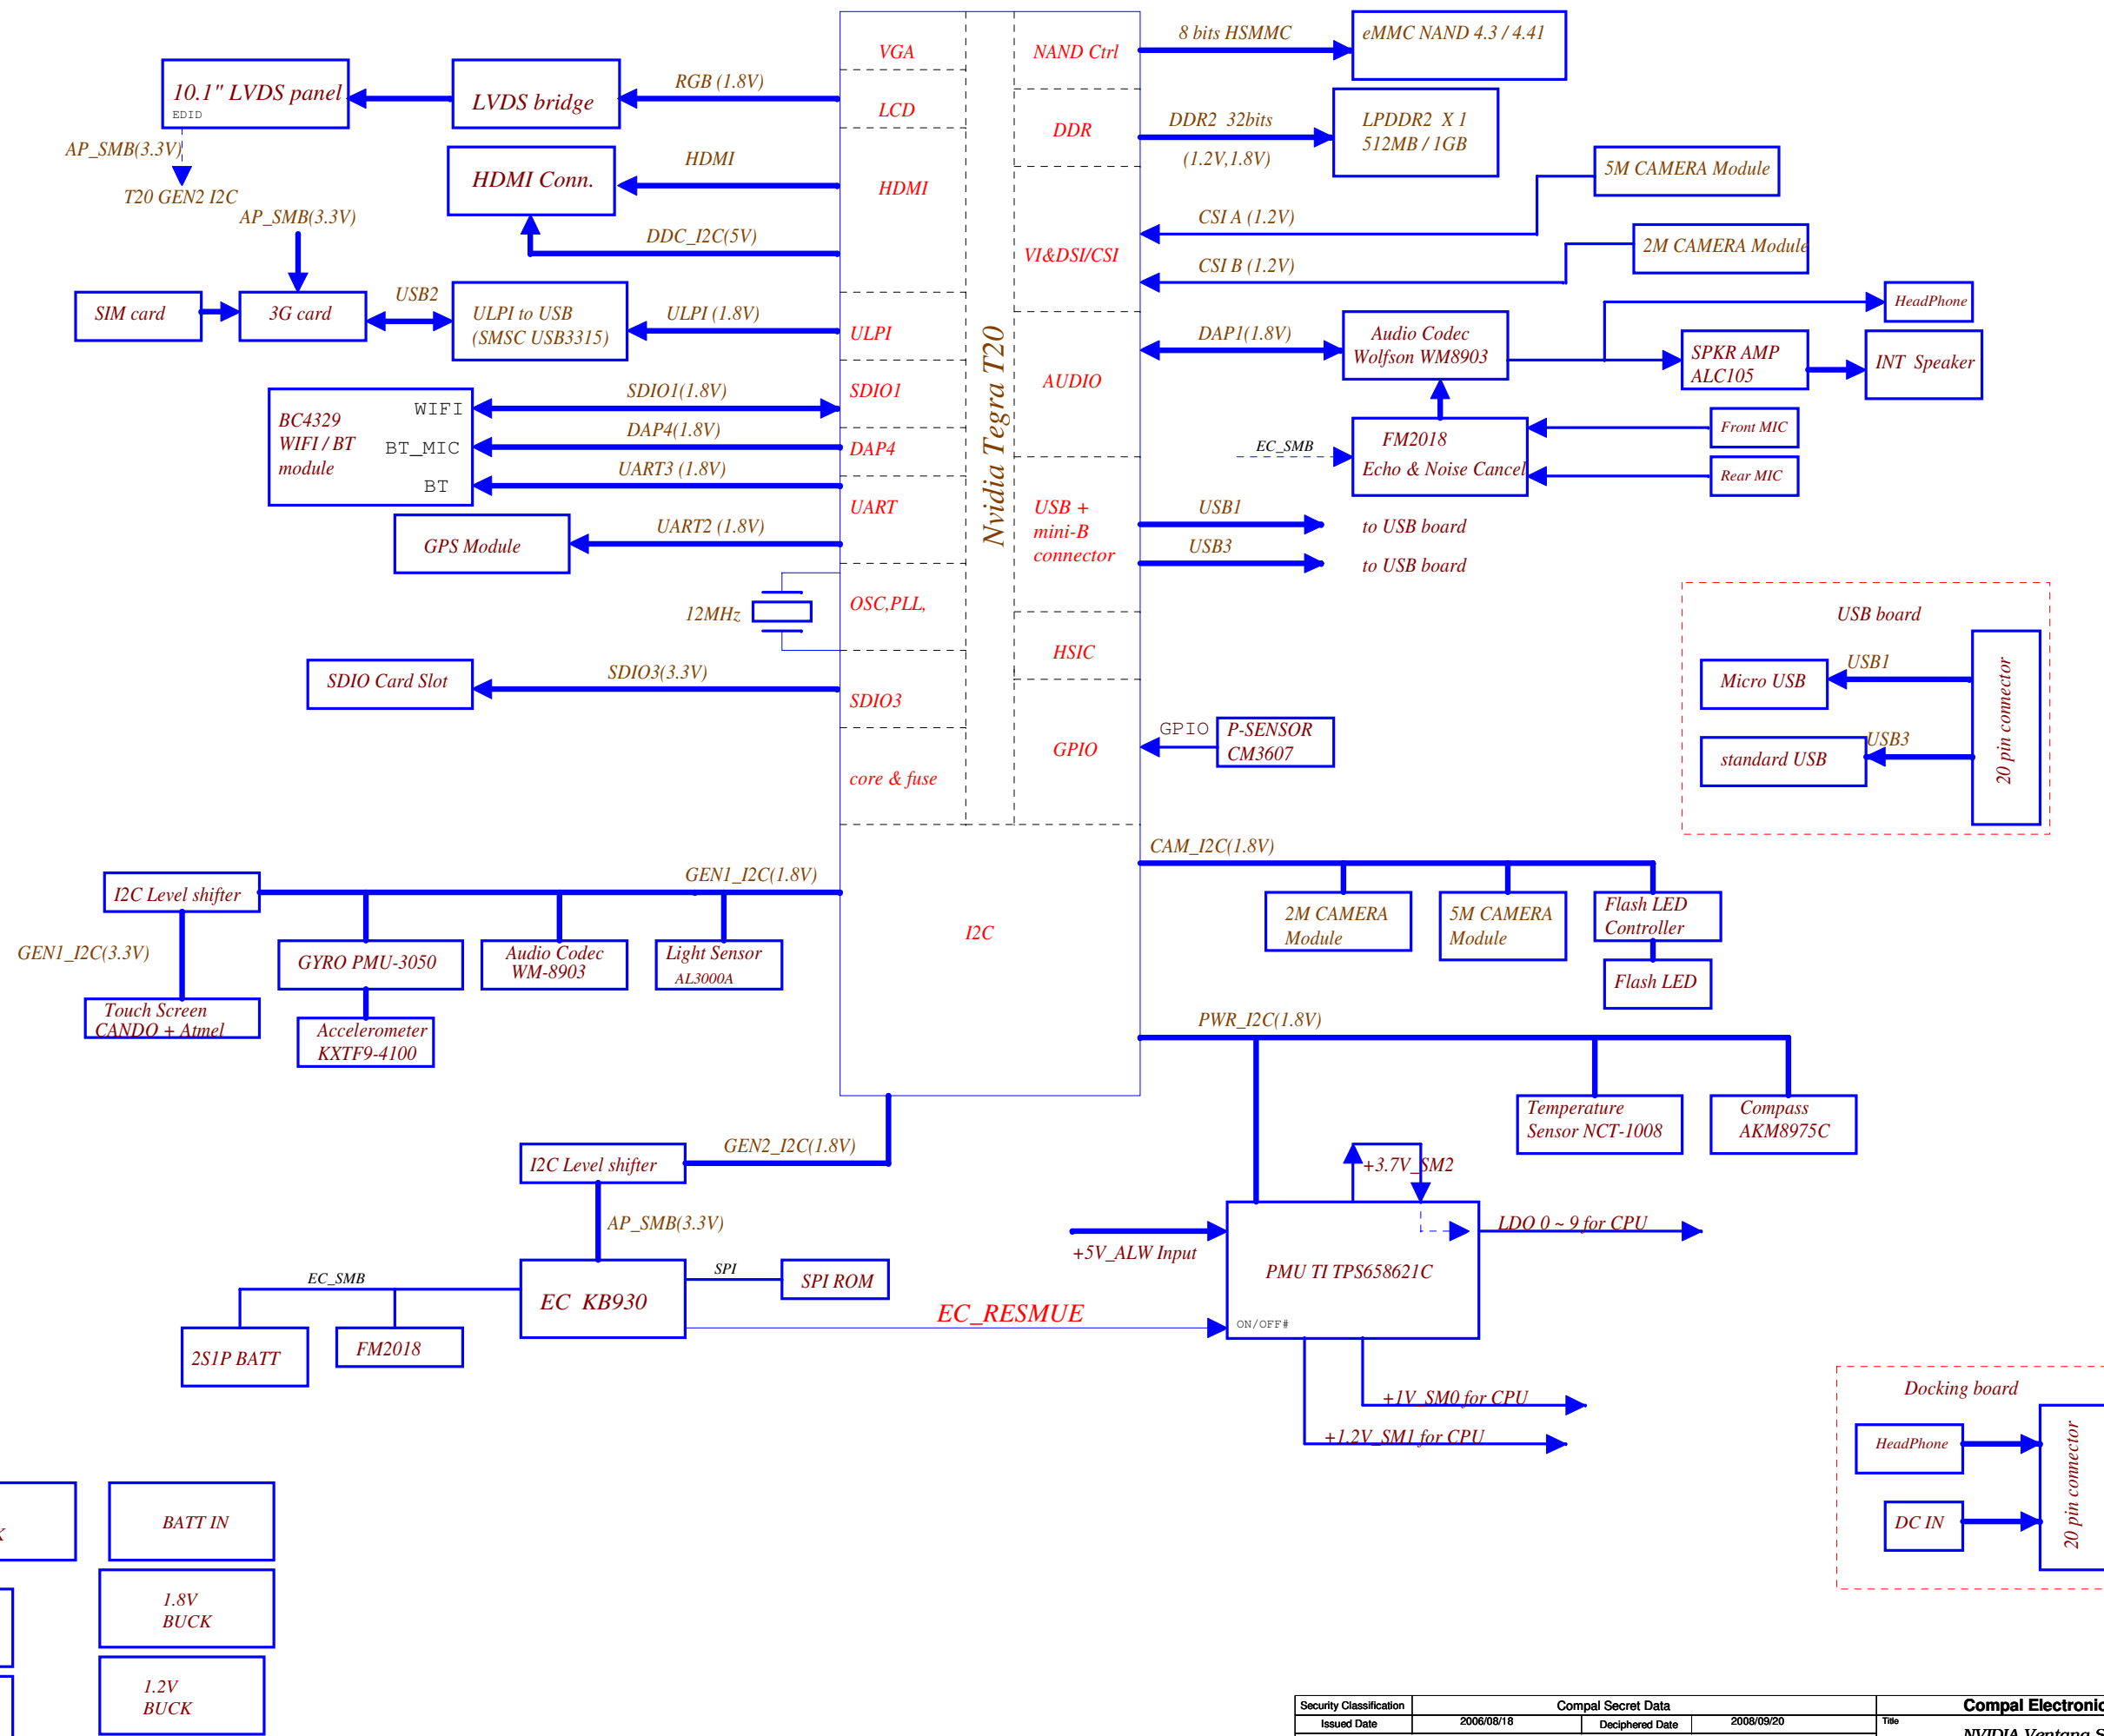 VGA
NAND Ctrl
8 bits HSMMC
eMMC NAND 4.3 / 4.41
10.1" LVDS panel
EDID
LVDS bridge
RGB (1.8V)
LCD
DDR
DDR2 32bits
(1.2V,1.8V)
LPDDR2 X 1
512MB / 1GB
AP_SMB(3.3V)
T20 GEN2 I2C
HDMI Conn.
HDMI
HDMI
DDC_I2C(5V)
5M CAMERA Module
CSI A (1.2V)
2M CAMERA Module
VI&DSI/CSI
CSI B (1.2V)
AP_SMB(3.3V)
SIM card
3G card
USB2
ULPI to USB
(SMSC USB3315)
ULPI (1.8V)
ULPI
Nvidia Tegra T20
AUDIO
DAP1(1.8V)
Audio Codec
Wolfson WM8903
HeadPhone
SPKR AMP
ALC105
INT Speaker
BC4329
WIFI / BT
module
WIFI
BT_MIC
BT
SDIO1(1.8V)
SDIO1
DAP4(1.8V)
DAP4
UART3 (1.8V)
UART
EC_SMB
FM2018
Echo & Noise Cancel
Front MIC
Rear MIC
GPS Module
UART2 (1.8V)
USB +
mini-B
connector
USB1
to USB board
USB3
to USB board
12MHz
OSC,PLL,
HSIC
USB board
Micro USB
USB1
standard USB
USB3
20 pin connector
SDIO Card Slot
SDIO3(3.3V)
SDIO3
core & fuse
GPIO
GPIO
P-SENSOR
CM3607
I2C
CAM_I2C(1.8V)
2M CAMERA
Module
5M CAMERA
Module
Flash LED
Controller
Flash LED
I2C Level shifter
GEN1_I2C(1.8V)
GEN1_I2C(3.3V)
GYRO PMU-3050
Audio Codec
WM-8903
Light Sensor
AL3000A
Touch Screen
CANDO + Atmel
Accelerometer
KXTF9-4100
PWR_I2C(1.8V)
Temperature
Sensor NCT-1008
Compass
AKM8975C
I2C Level shifter
GEN2_I2C(1.8V)
AP_SMB(3.3V)
+3.7V_SM2
+5V_ALW Input
PMU TI TPS658621C
ON/OFF#
LDO 0 ~ 9 for CPU
EC KB930
EC_SMB
SPI
SPI ROM
EC_RESMUE
2S1P BATT
FM2018
+1V_SM0 for CPU
+1.2V_SM1 for CPU
Docking board
HeadPhone
DC IN
20 pin connector
BATT IN
1.8V
BUCK
1.2V
BUCK
Security Classification
Compal Secret Data
Issued Date
2006/08/18
Deciphered Date
2008/09/20
Compal Electronic
Title
NVIDIA Ventana S